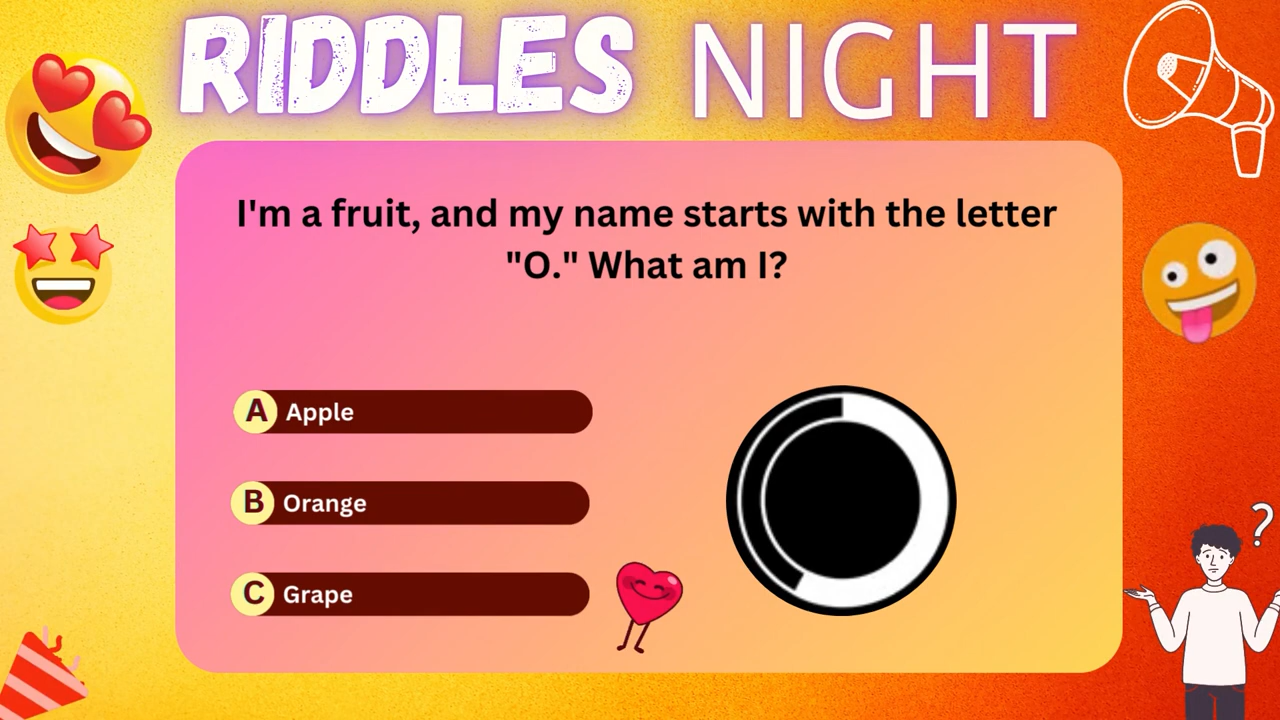 RIDDLES NIGHT
I'm a fruit, and my name starts with the letter
"O." What am I?
A Apple
B Orange
C Grape
?